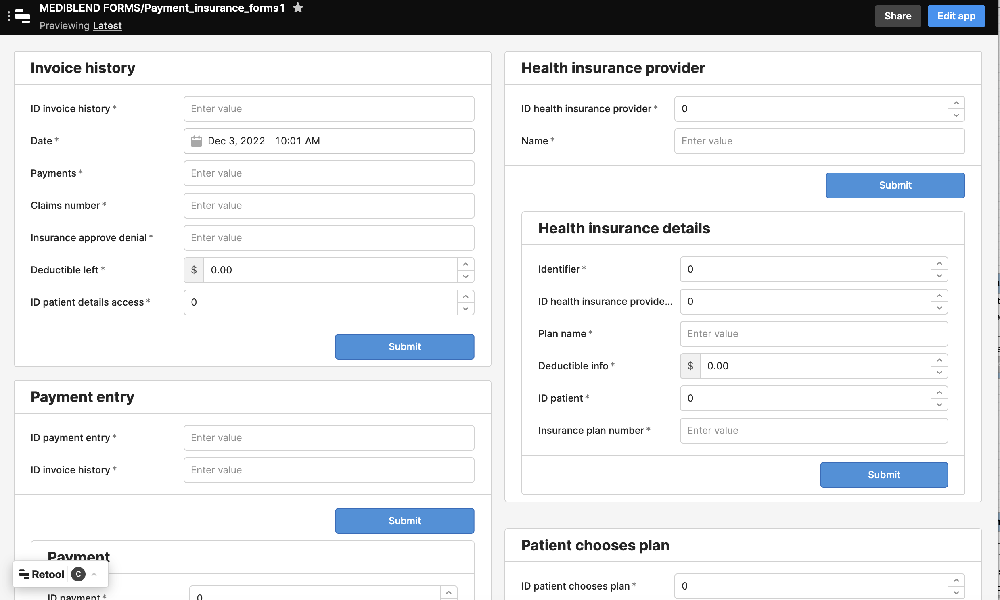 MEDIBLEND FORMS/Payment_insurance_forms1
Previewing Latest
Share
Edit app
Invoice history
ID invoice history *
Enter value
Date *
Dec 3, 2022 10:01 AM
Payments *
Enter value
Claims number *
Enter value
Insurance approve denial *
Enter value
Deductible left *
$ 0.00
ID patient details access *
0
Submit
Payment entry
ID payment entry *
Enter value
ID invoice history *
Enter value
Submit
Payment
ID payment *
0
Retool C
Health insurance provider
ID health insurance provider *
0
Name *
Enter value
Submit
Health insurance details
Identifier *
0
ID health insurance provide...
0
Plan name *
Enter value
Deductible info *
$ 0.00
ID patient *
0
Insurance plan number *
Enter value
Submit
Patient chooses plan
ID patient chooses plan *
0